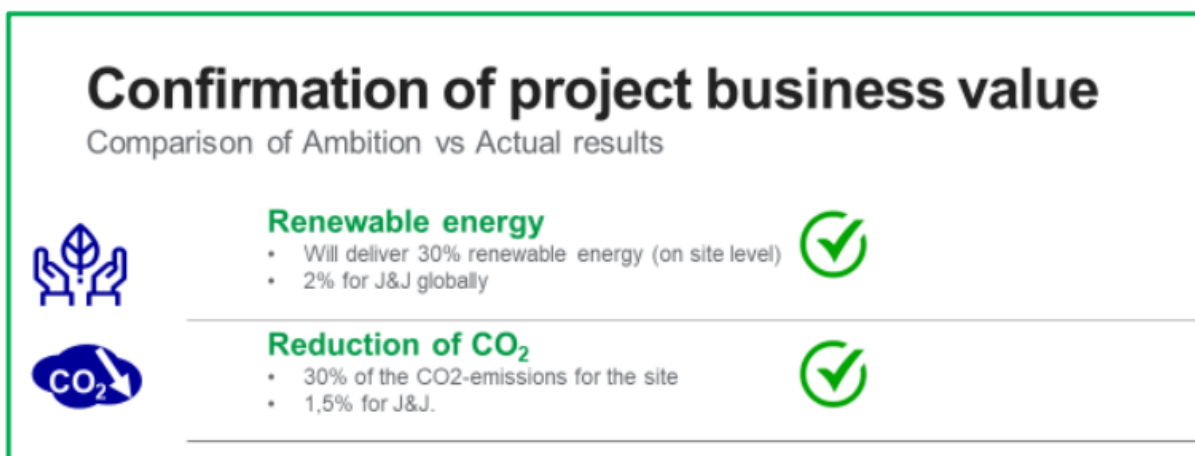 Confirmation of project business value
Comparison of Ambition vs Actual results
Renewable energy
• Will deliver 30% renewable energy (on site level)
• 2% for J&J globally
CO₂
Reduction of CO₂
• 30% of the CO2-emissions for the site
• 1,5% for J&J.